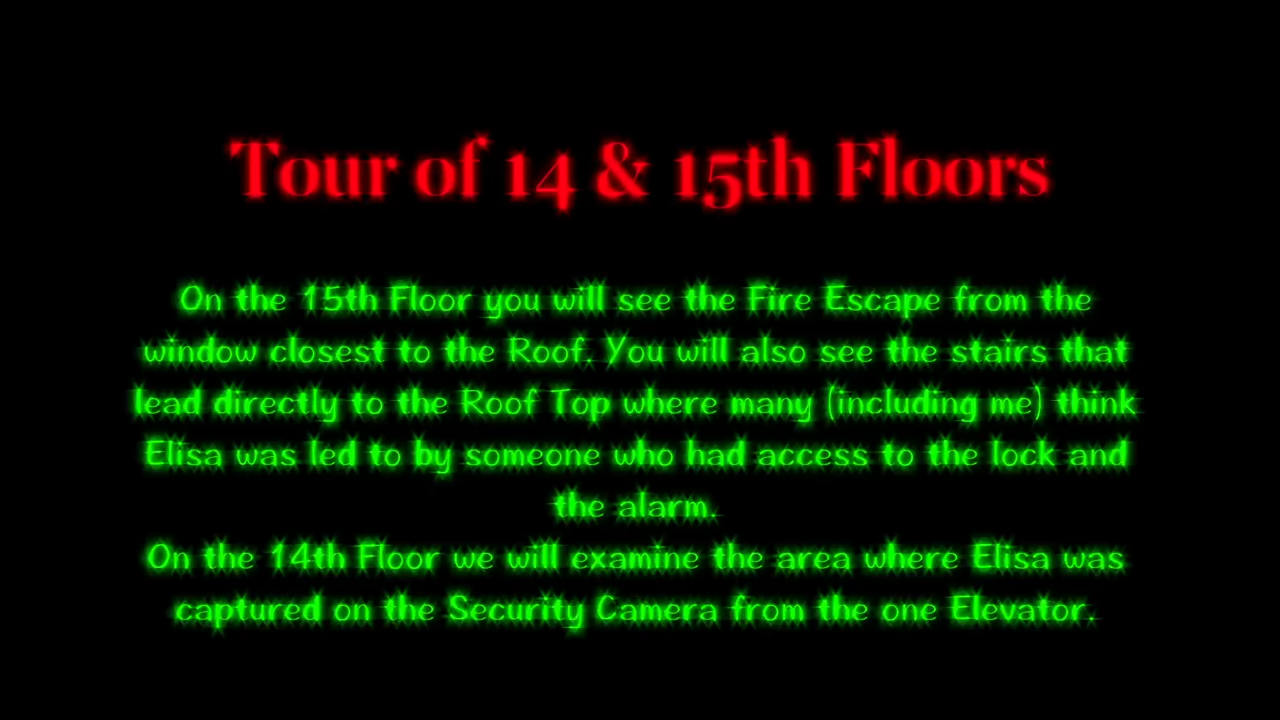 Tour of 14 & 15th Floors
On the 15th Floor you will see the Fire Escape from the
window closest to the Roof. You will also see the stairs that
lead directly to the Roof Top where many (including me) think
Elisa was led to by someone who had access to the lock and
the alarm.
On the 14th Floor we will examine the area where Elisa was
captured on the Security Camera from the one Elevator.